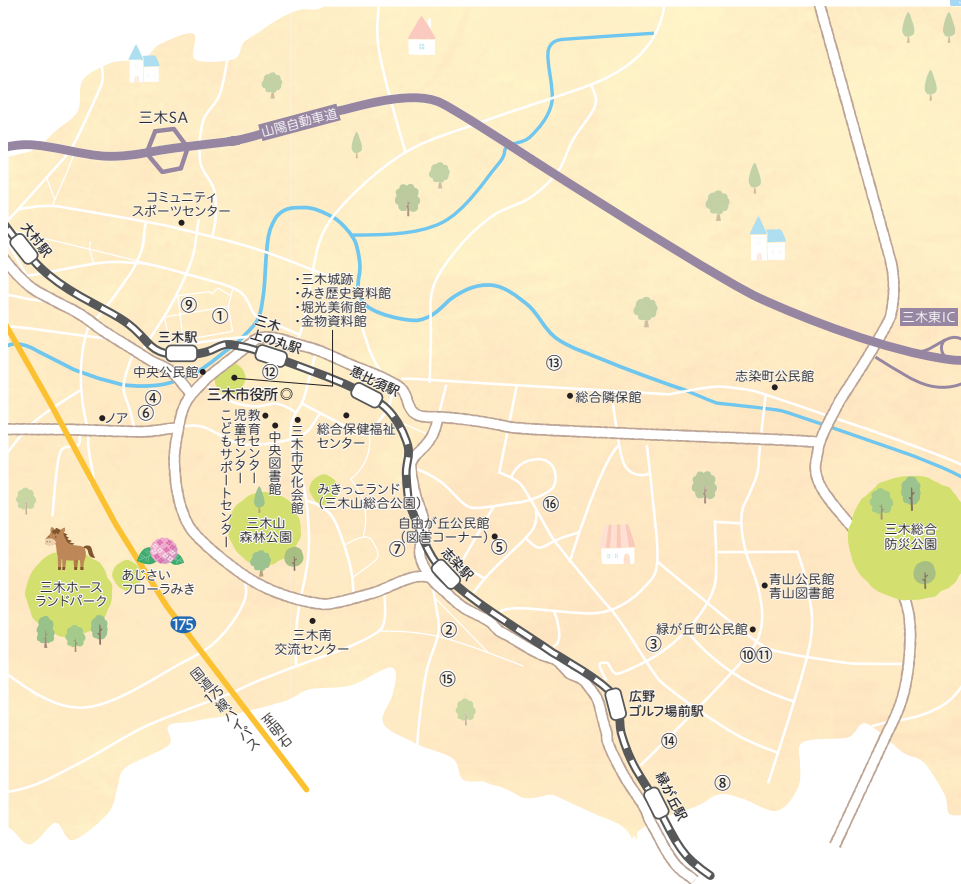 三木SA
山陽自動車道
コミュニティ
スポーツセンター
大村駅
・三木城跡
・みき歴史資料館
・堀光美術館
・金物資料館
⑨
①
三木駅
三木
上の丸駅
三木東IC
中央公民館
⑫
恵比須駅
⑬
志染町公民館
三木市役所◎
④
⑥
ノア
総合隣保館
教育センター
児童センター
こどもサポートセンター
中央図書館
三木市文化会館
総合保健福祉
センター
みきっこランド
(三木山総合公園)
⑯
三木山
森林公園
自由が丘公民館
(図書コーナー)
⑤
⑦
志染駅
三木総合
防災公園
三木ホース
ランドパーク
あじさい
フローラみき
青山公民館
青山図書館
175
三木南
交流センター
②
緑が丘町公民館
③
⑩⑪
⑮
国道175線バイパス
至明石
広野
ゴルフ場前駅
⑭
⑧
緑が丘駅